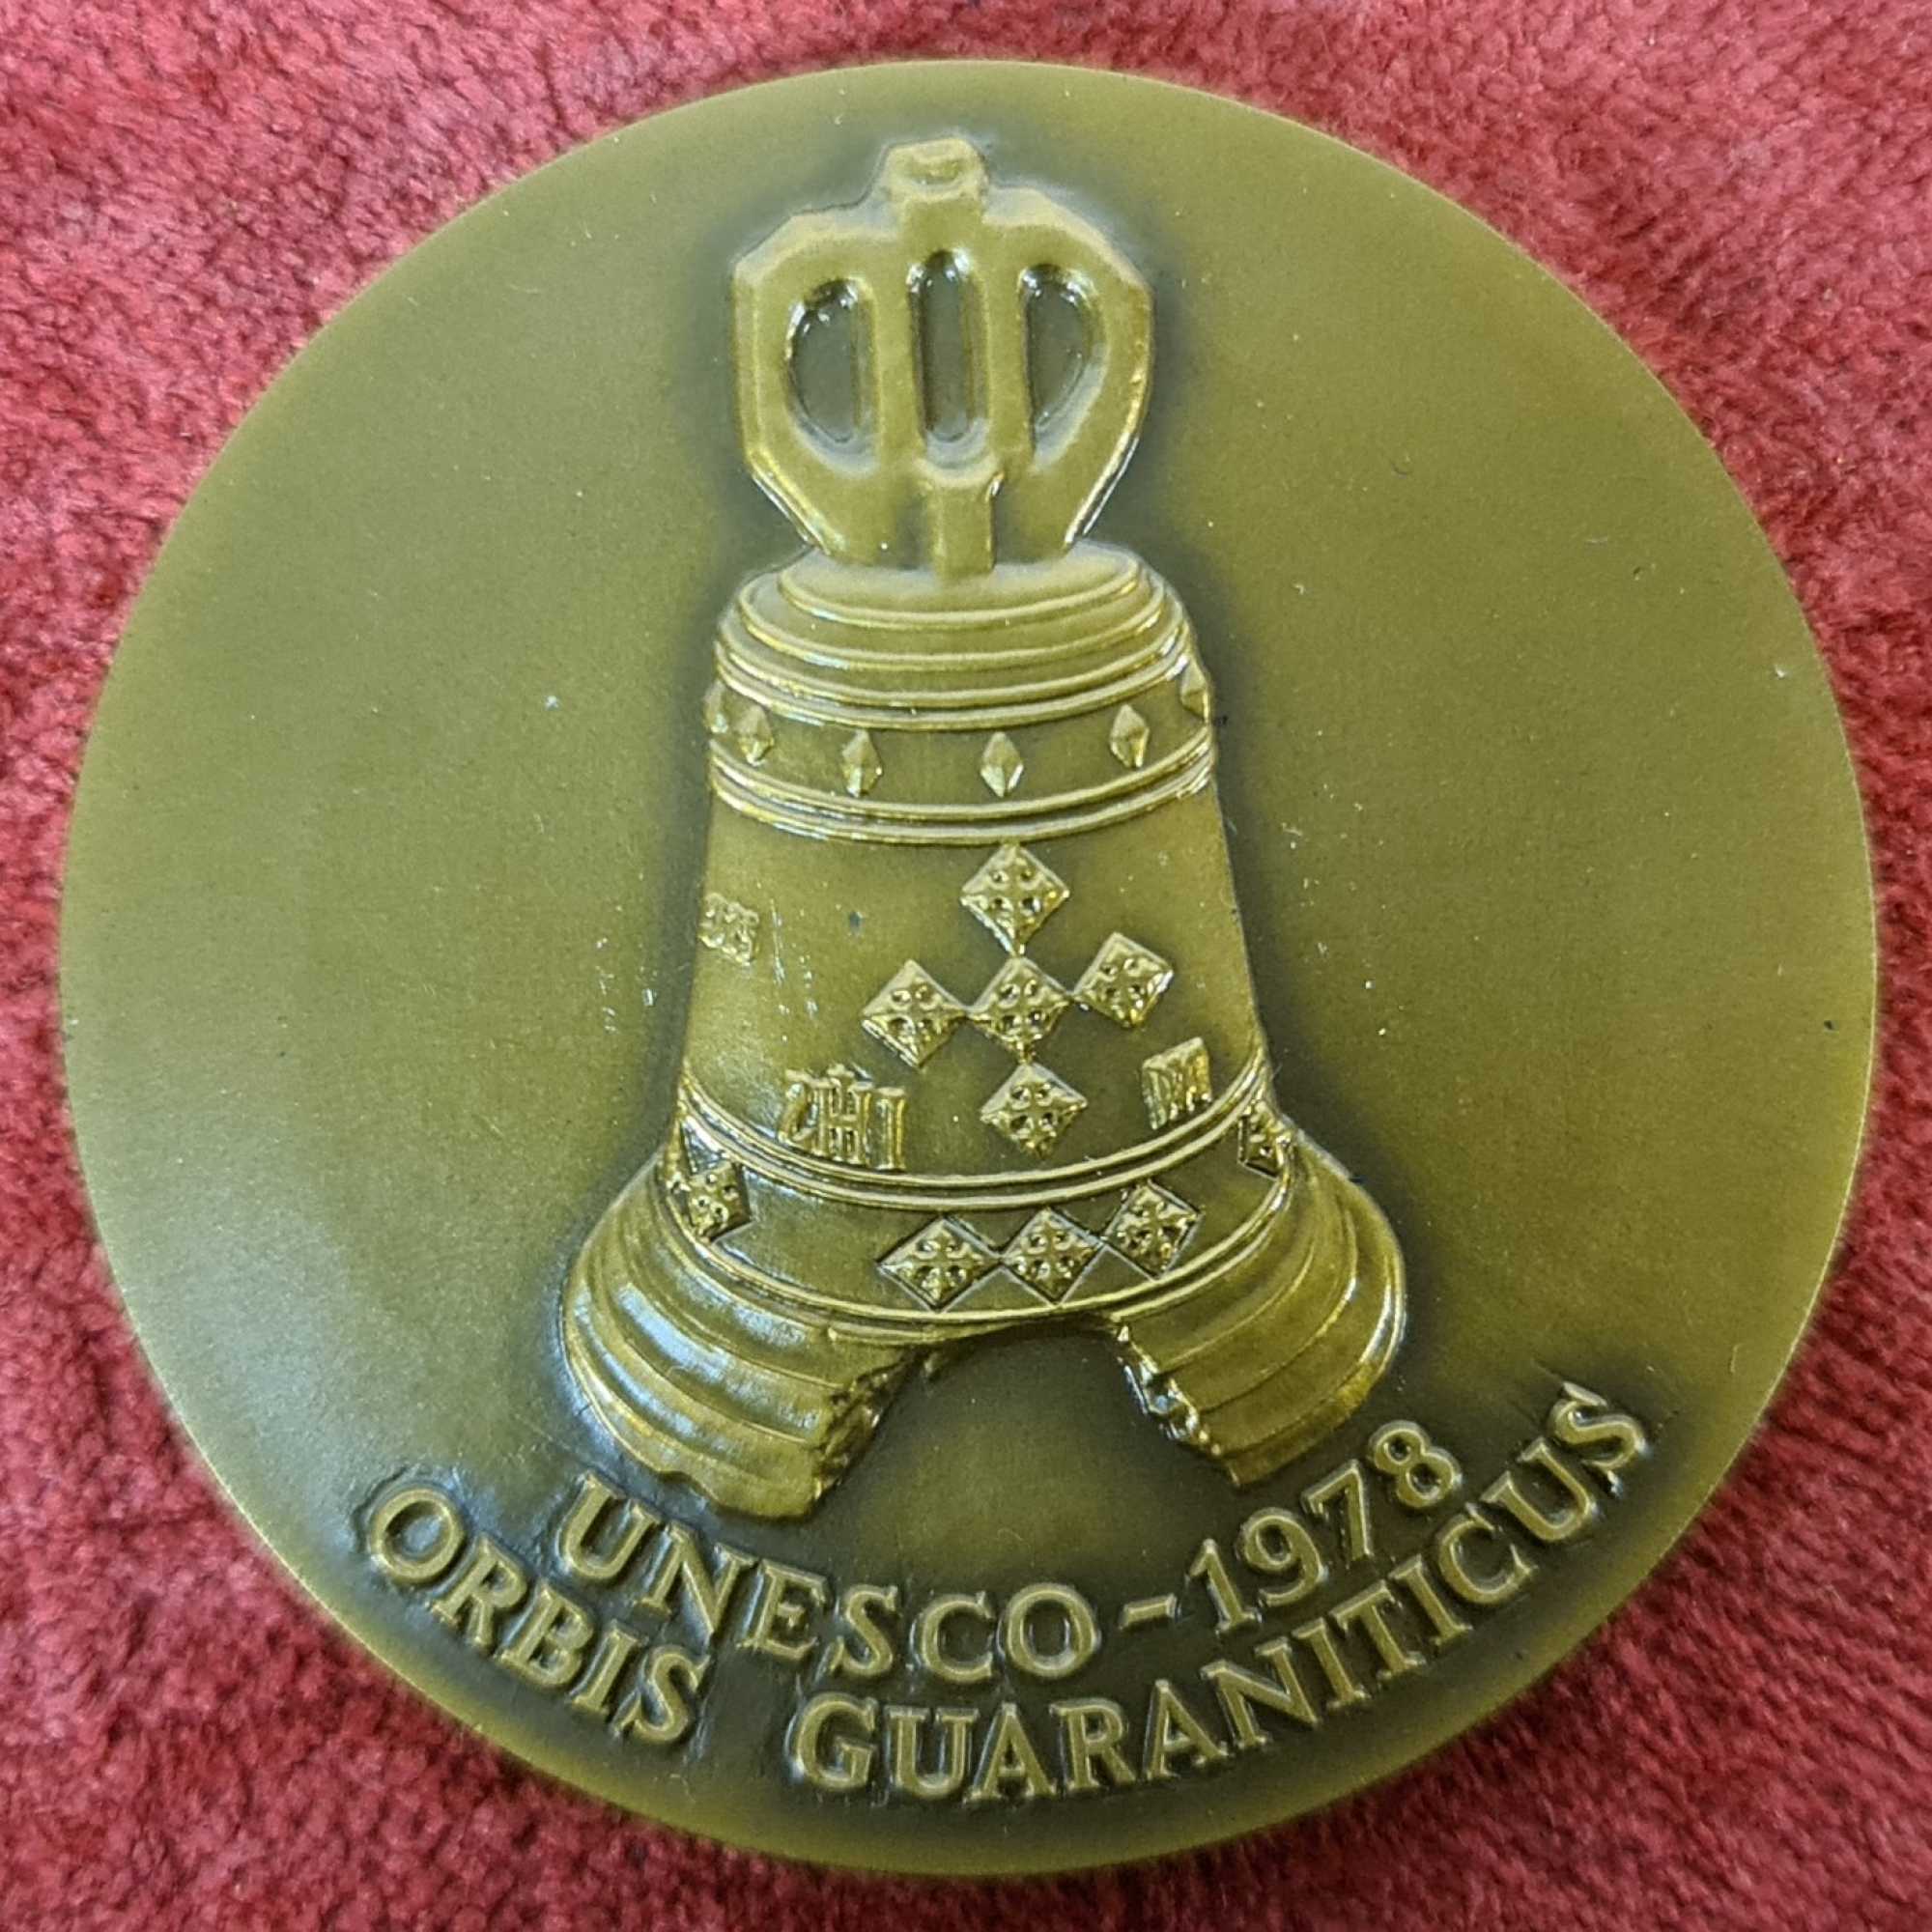 UNESCO-1978
ORBIS GUARANITICUS